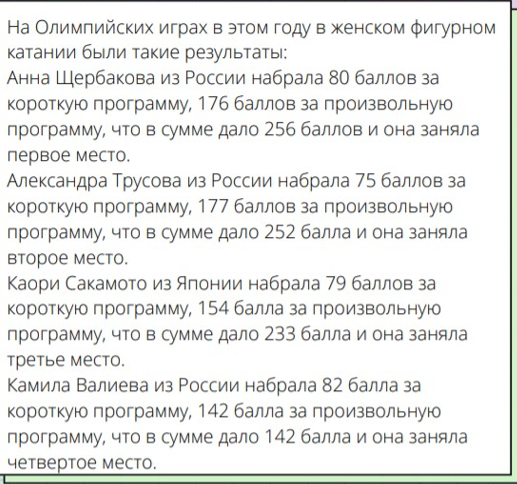 На Олимпийских играх в этом году в женском фигурном
катании были такие результаты:
Анна Щербакова из России набрала 80 баллов за
короткую программу, 176 баллов за произвольную
программу, что в сумме дало 256 баллов и она заняла
первое место.
Александра Трусова из России набрала 75 баллов за
короткую программу, 177 баллов за произвольную
программу, что в сумме дало 252 балла и она заняла
второе место.
Каори Сакамото из Японии набрала 79 баллов за
короткую программу, 154 балла за произвольную
программу, что в сумме дало 233 балла и она заняла
третье место.
Камила Валиева из России набрала 82 балла за
короткую программу, 142 балла за произвольную
программу, что в сумме дало 142 балла и она заняла
четвертое место.